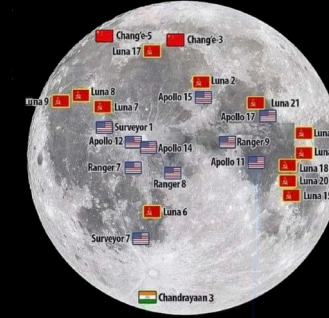 Chang'e-5
Chang'e-3
Luna 17
Luna 2
Luna 8
Apollo 15
Luna 9
Luna 7
Luna 21
Apollo 17
Surveyor 1
Apollo 12
Apollo 14
Ranger 9
Apollo 11
Ranger 7
Ranger 8
Luna 18
Luna 20
Luna 6
Surveyor 7
Chandrayaan 3